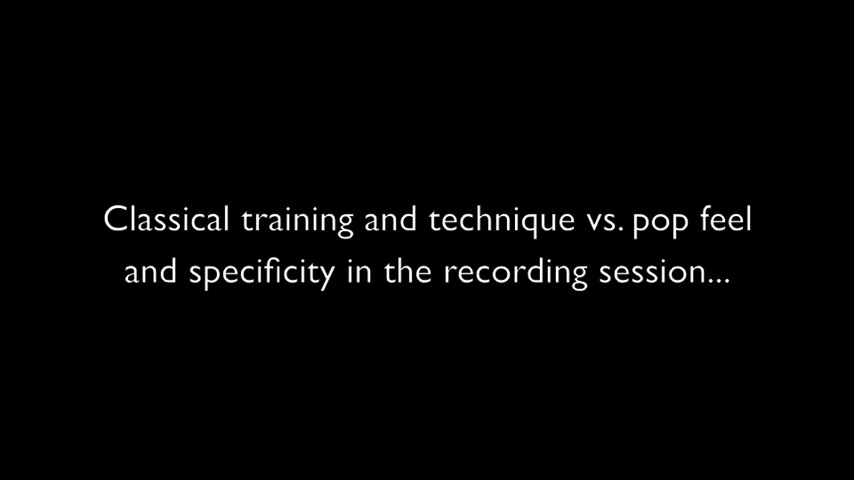 Classical training and technique vs. pop feel
and specificity in the recording session...